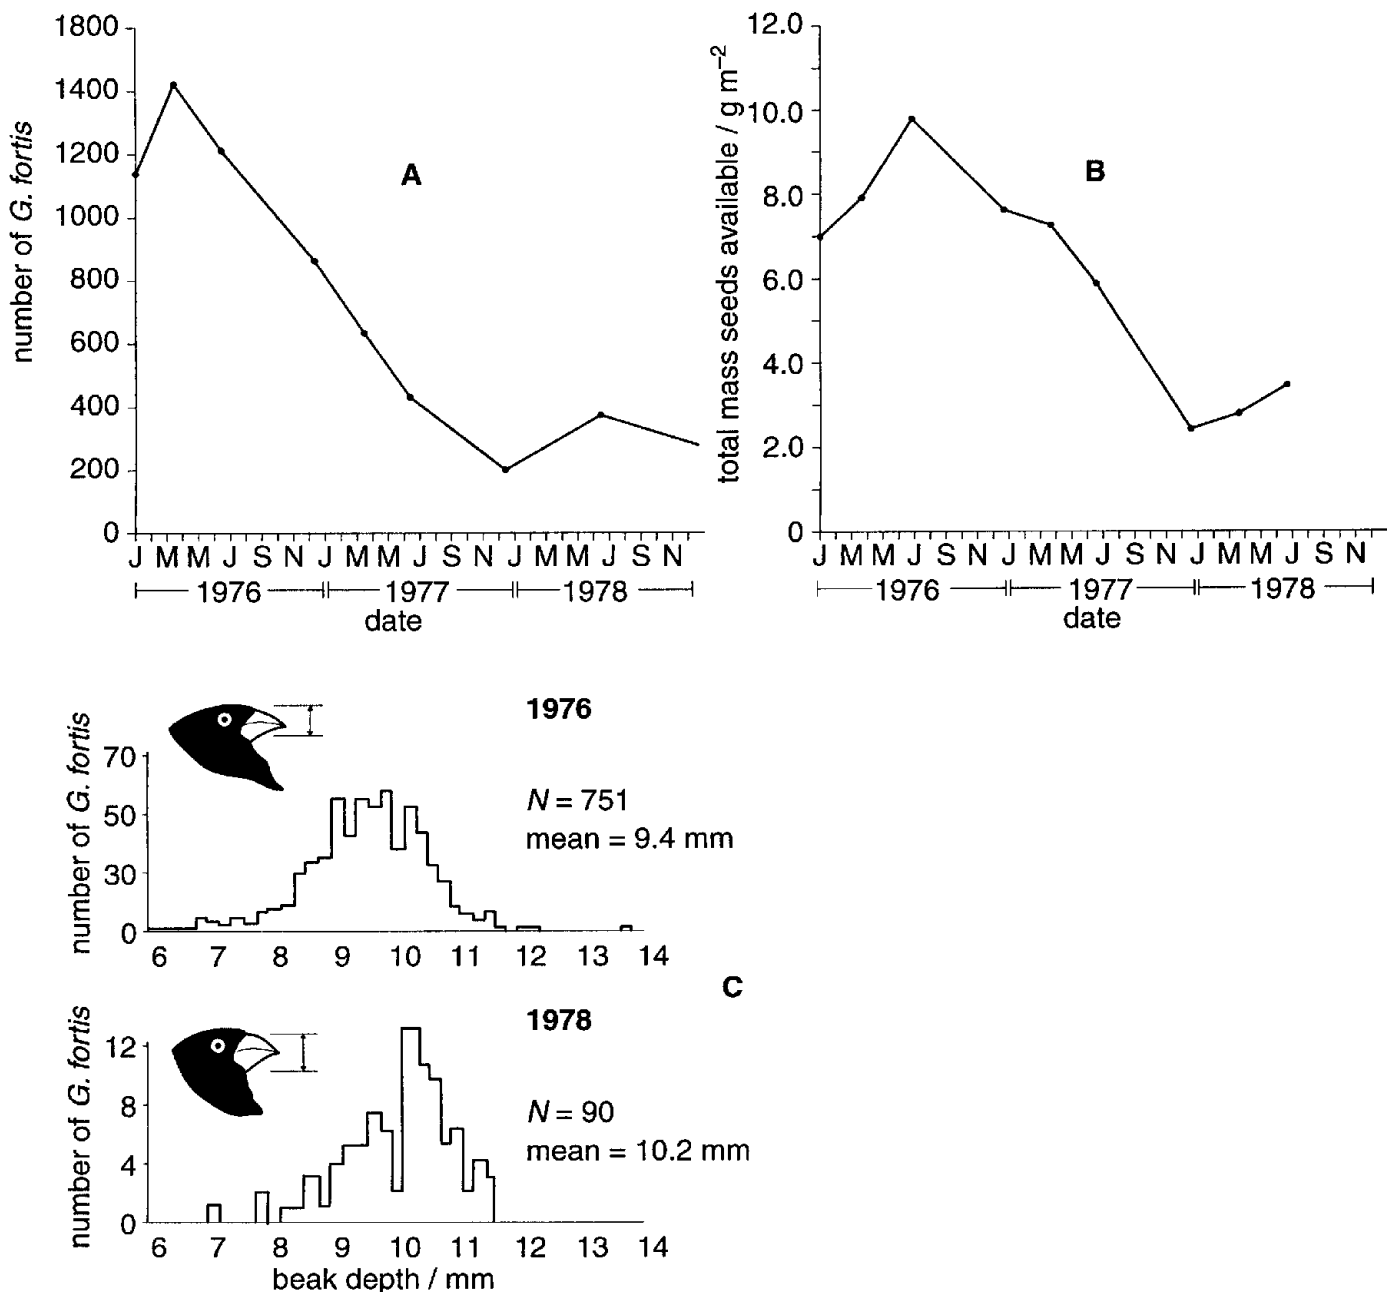 1800
1400
1200
1000
800
600
400
200
0
number of G. fortis
A
J M M J S N J M M J S N J M M J S N
1976 1977 1978
date
12.0
10.0
8.0
6.0
4.0
2.0
0
total mass seeds available / g m⁻²
B
J M M J S N J M M J S N J M M J S N
1976 1977 1978
date
1976
70
50
30
0
number of G. fortis
N = 751
mean = 9.4 mm
6 7 8 9 10 11 12 13 14
C
1978
12
8
4
0
number of G. fortis
N = 90
mean = 10.2 mm
6 7 8 9 10 11 12 13 14
beak depth / mm